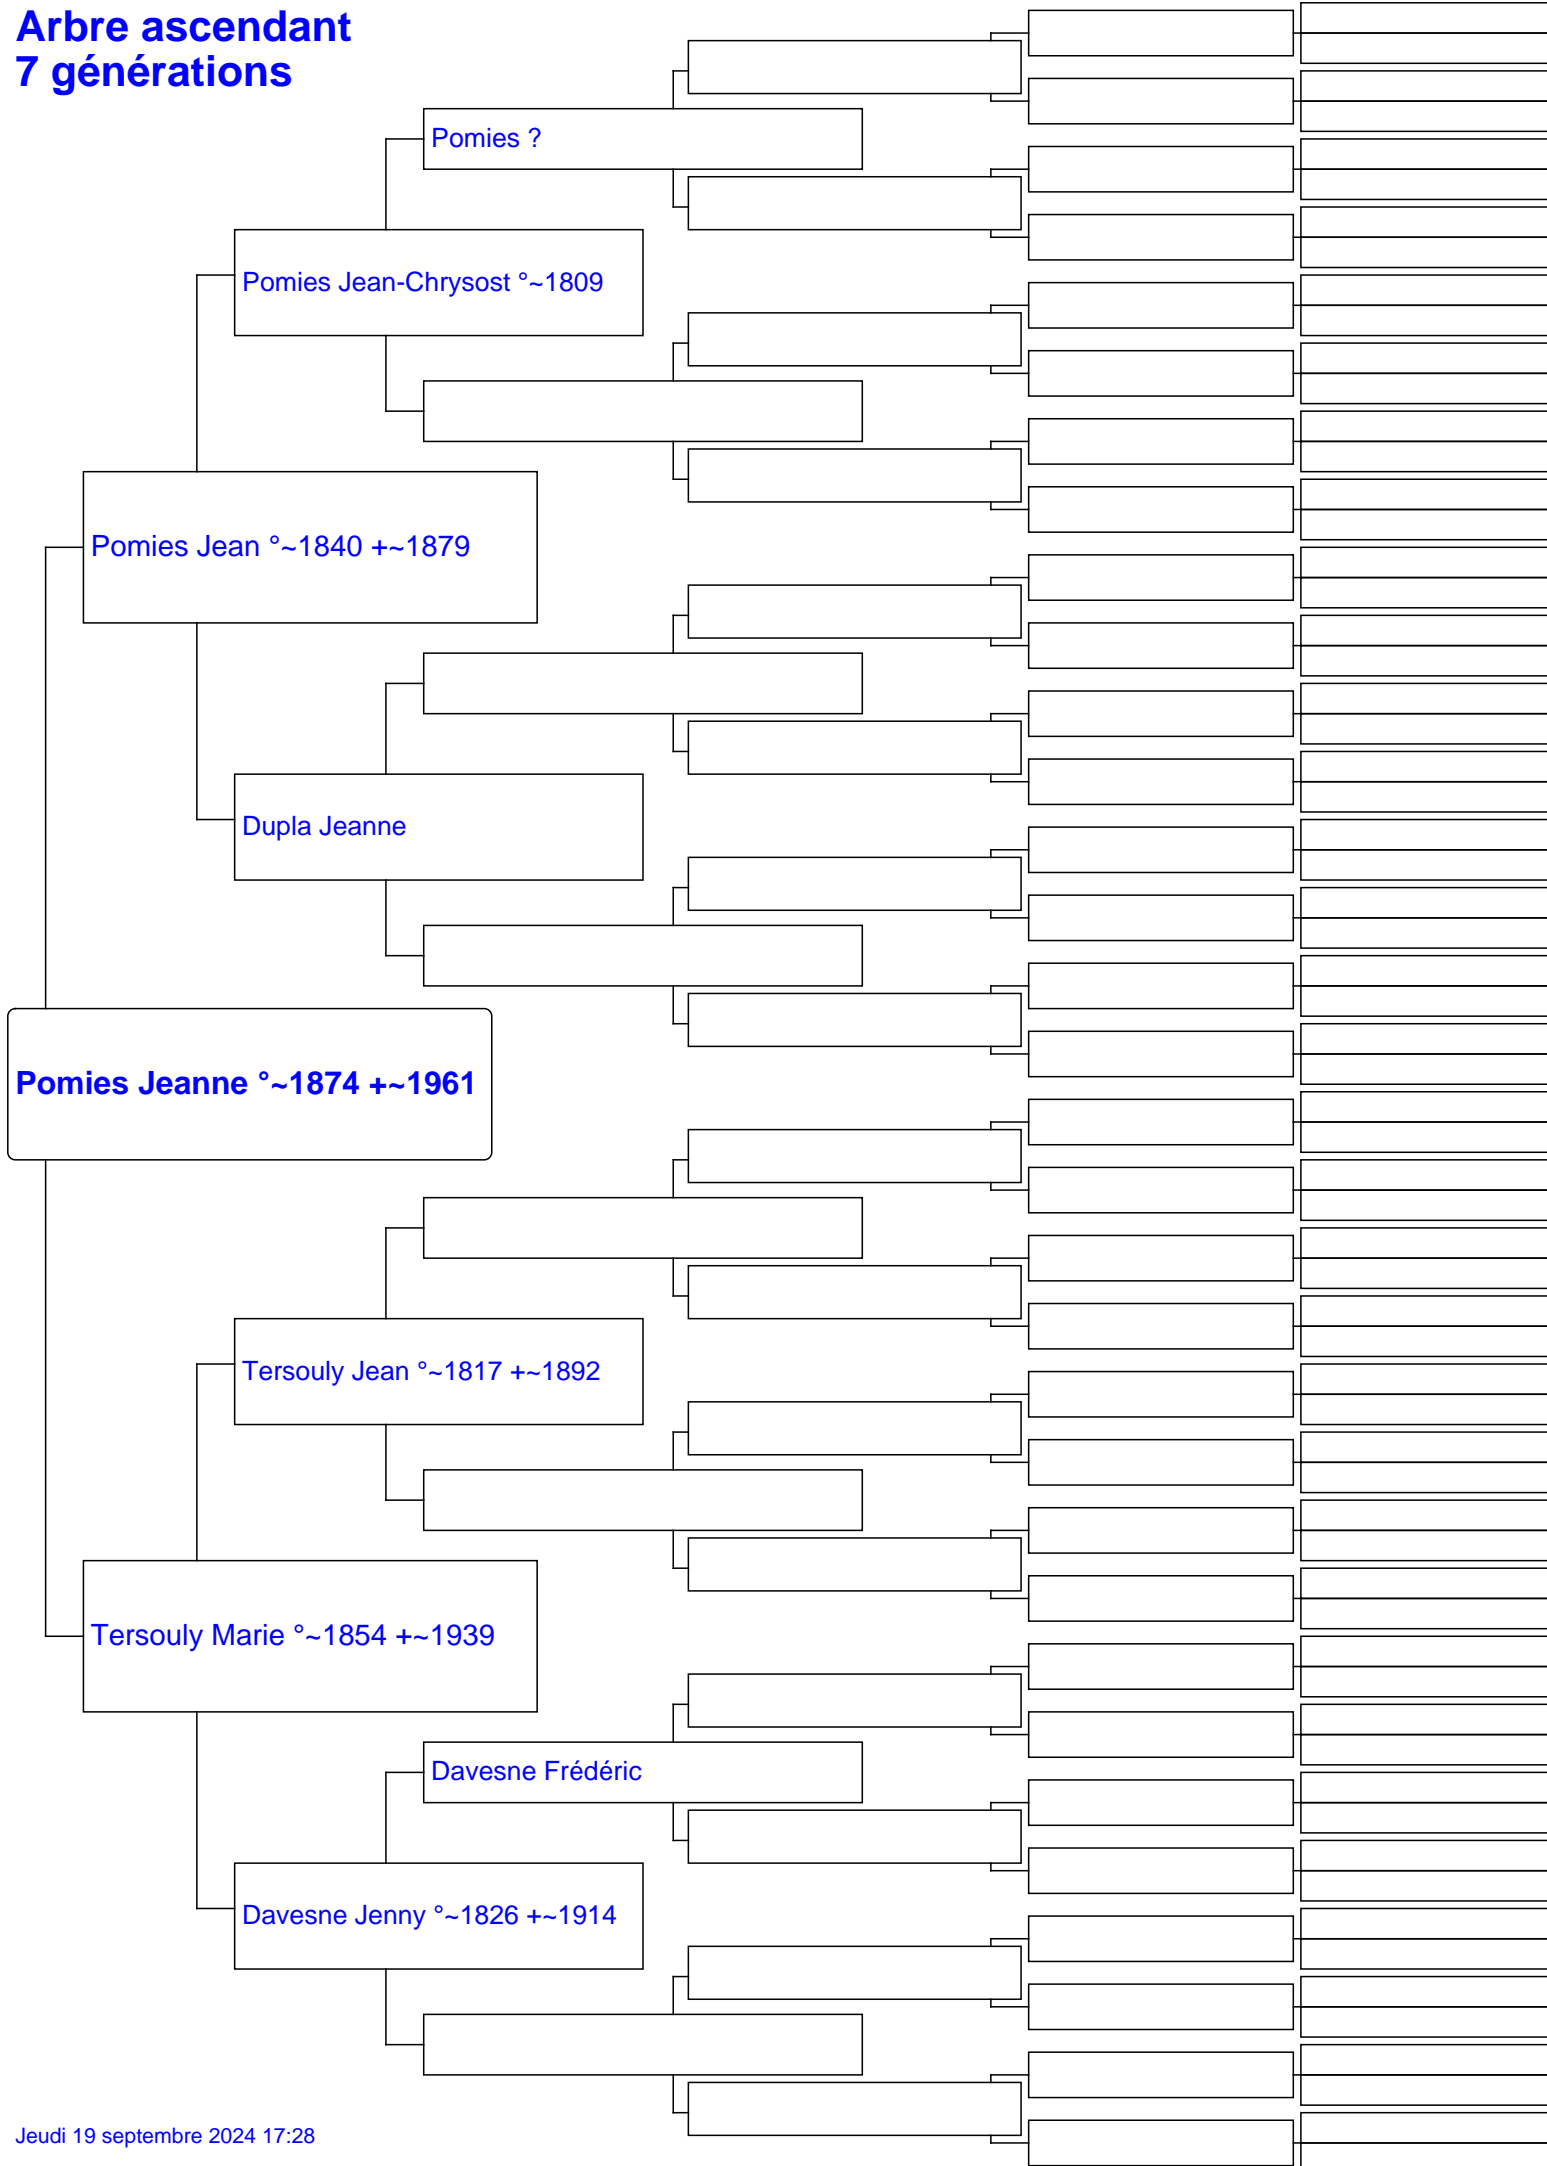 Arbre ascendant
7 générations
Pomies ?
Pomies Jean-Chrysost °~1809
Pomies Jean °~1840 +~1879
Dupla Jeanne
Pomies Jeanne °~1874 +~1961
Tersouly Jean °~1817 +~1892
Tersouly Marie °~1854 +~1939
Davesne Frédéric
Davesne Jenny °~1826 +~1914
Jeudi 19 septembre 2024 17:28